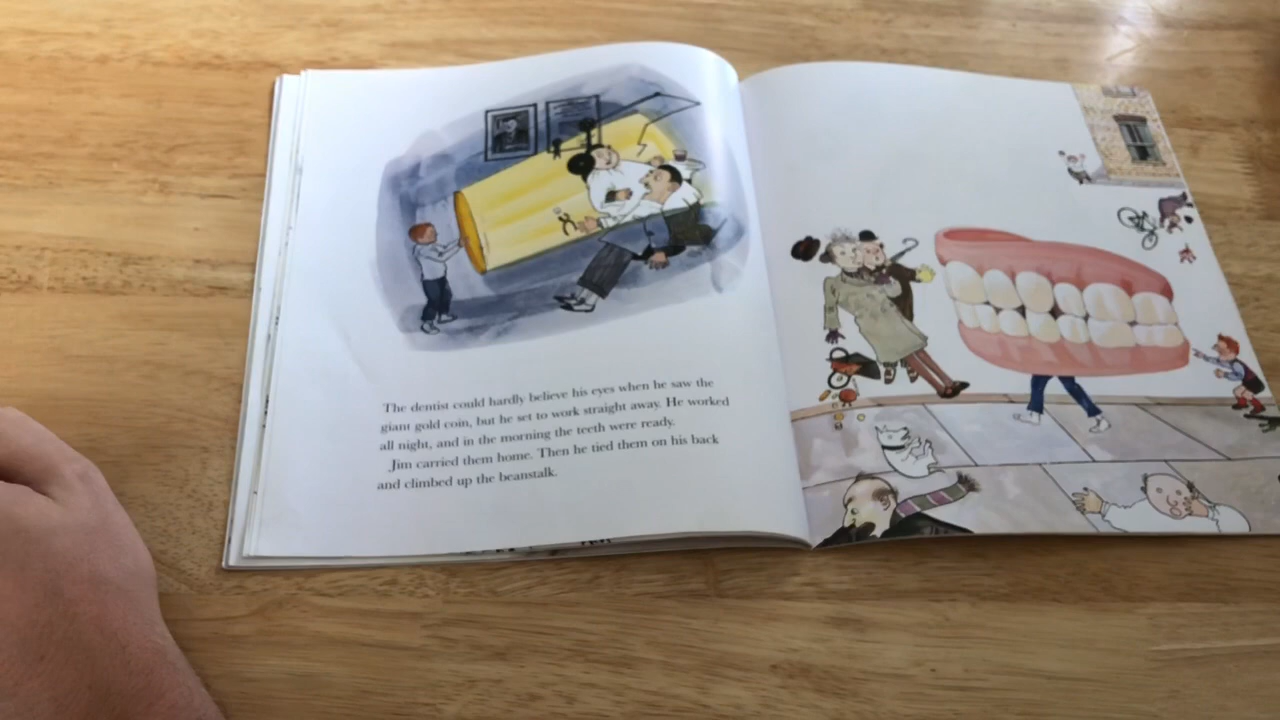 The dentist could hardly believe his eyes when he saw the
giant gold coin, but he set to work straight away. He worked
all night, and in the morning the teeth were ready.
Jim carried them home. Then he tied them on his back
and climbed up the beanstalk.